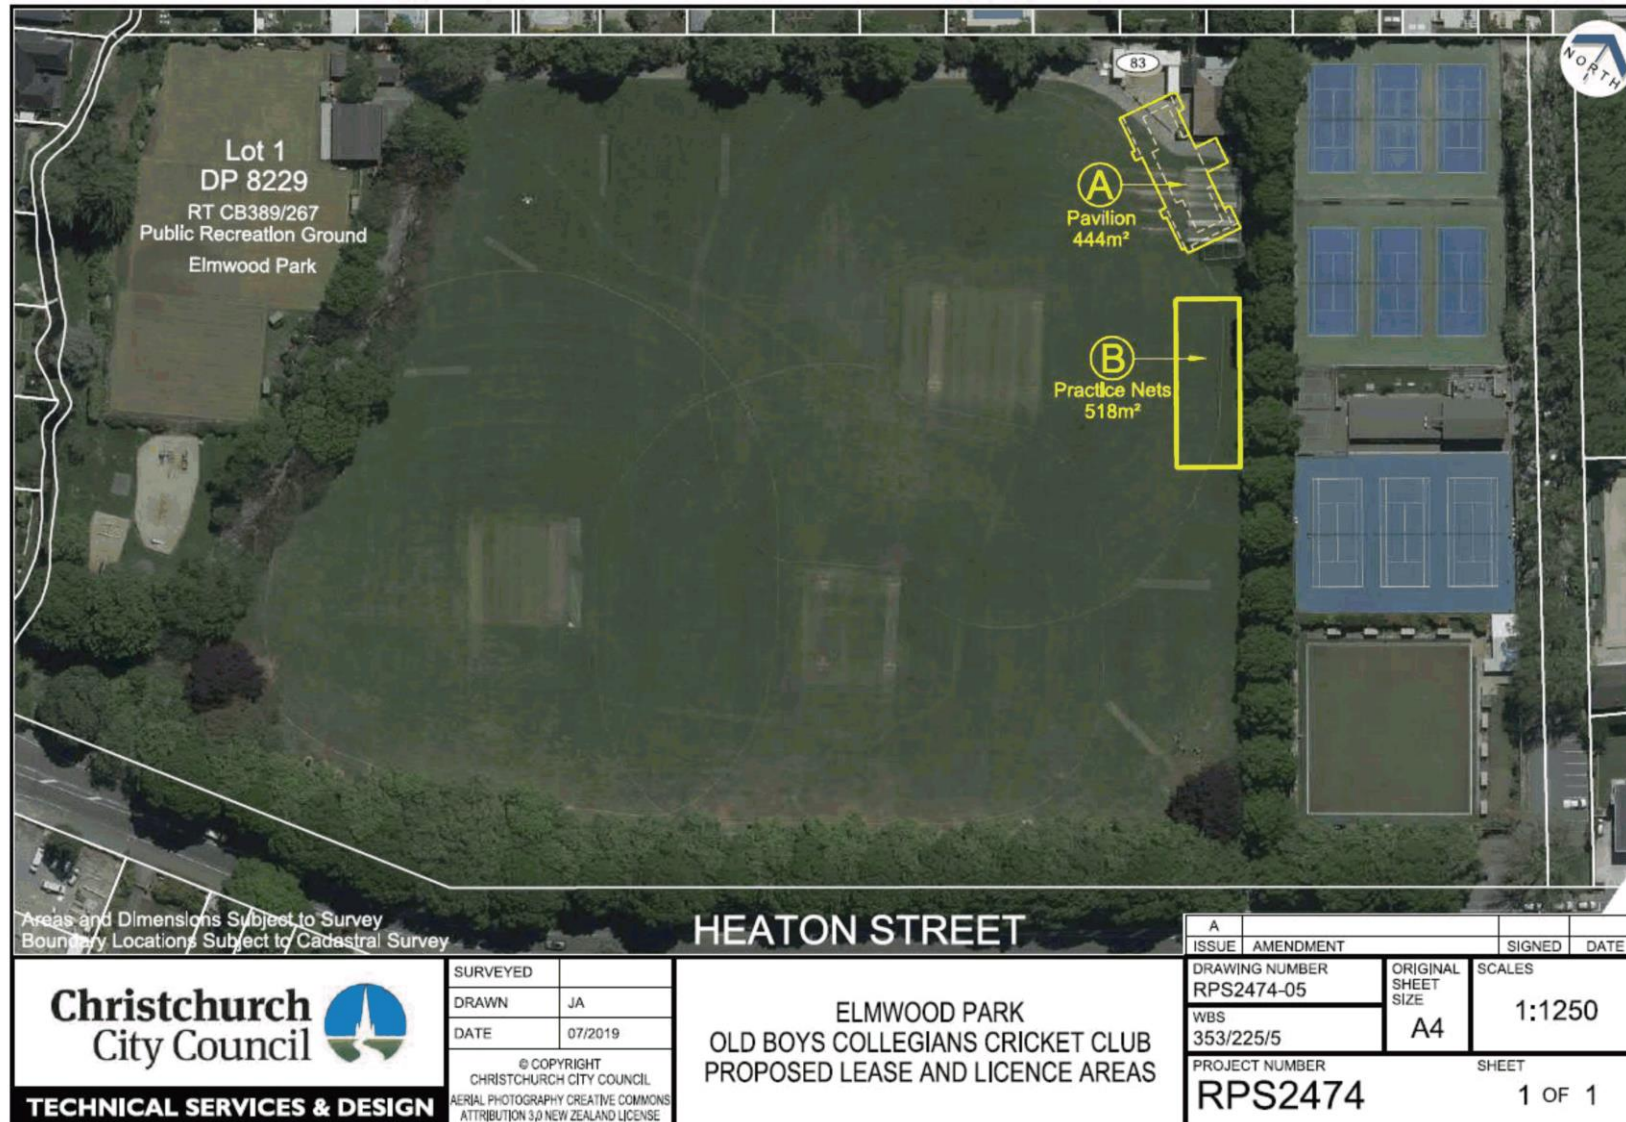 NORTH
83
Lot 1
DP 8229
RT CB389/267
Public Recreation Ground
Elmwood Park
A
Pavilion
444m²
B
Practice Nets
518m²
Areas and Dimensions Subject to Survey
Boundary Locations Subject to Cadastral Survey
HEATON STREET
A
ISSUE AMENDMENT SIGNED DATE
Christchurch
City Council
TECHNICAL SERVICES & DESIGN
SURVEYED
DRAWN JA
DATE 07/2019
© COPYRIGHT
CHRISTCHURCH CITY COUNCIL
AERIAL PHOTOGRAPHY CREATIVE COMMONS
ATTRIBUTION 3.0 NEW ZEALAND LICENSE
ELMWOOD PARK
OLD BOYS COLLEGIANS CRICKET CLUB
PROPOSED LEASE AND LICENCE AREAS
DRAWING NUMBER
RPS2474-05
WBS
353/225/5
ORIGINAL
SHEET
SIZE
A4
SCALES
1:1250
PROJECT NUMBER
RPS2474
SHEET
1 OF 1